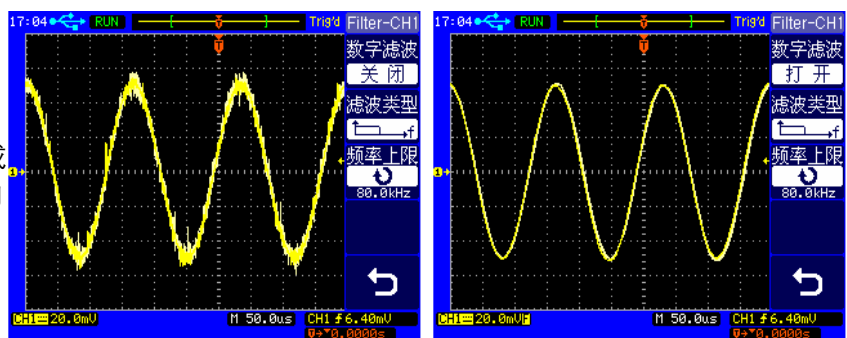 17:04 RUN Trig'd Filter-CH1
数字滤波
关闭
滤波类型
f
频率上限
80.0kHz
CH1 20.0mV M 50.0us CH1 6.40mV
0.0000s
17:04 RUN Trig'd Filter-CH1
数字滤波
打开
滤波类型
f
频率上限
80.0kHz
CH1 20.0mV F M 50.0us CH1 6.40mV
0.0000s